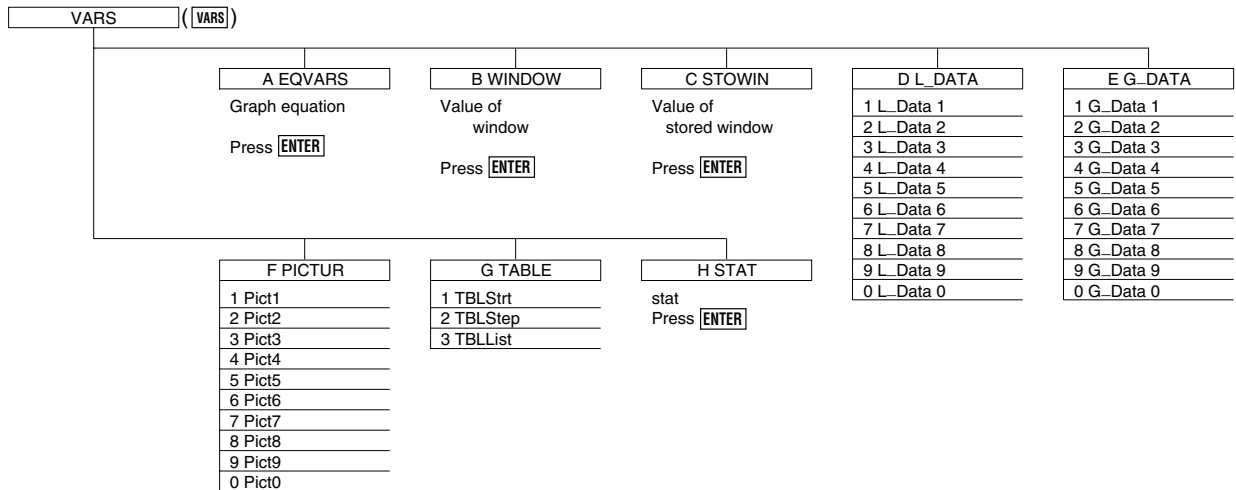 VARS ( VARS )
A EQVARS
Graph equation
Press ENTER
B WINDOW
Value of
window
Press ENTER
C STOWIN
Value of
stored window
Press ENTER
D L_DATA
1 L_Data 1
2 L_Data 2
3 L_Data 3
4 L_Data 4
5 L_Data 5
6 L_Data 6
7 L_Data 7
8 L_Data 8
9 L_Data 9
0 L_Data 0
E G_DATA
1 G_Data 1
2 G_Data 2
3 G_Data 3
4 G_Data 4
5 G_Data 5
6 G_Data 6
7 G_Data 7
8 G_Data 8
9 G_Data 9
0 G_Data 0
F PICTUR
1 Pict1
2 Pict2
3 Pict3
4 Pict4
5 Pict5
6 Pict6
7 Pict7
8 Pict8
9 Pict9
0 Pict0
G TABLE
1 TBLStrt
2 TBLStep
3 TBLList
H STAT
stat
Press ENTER